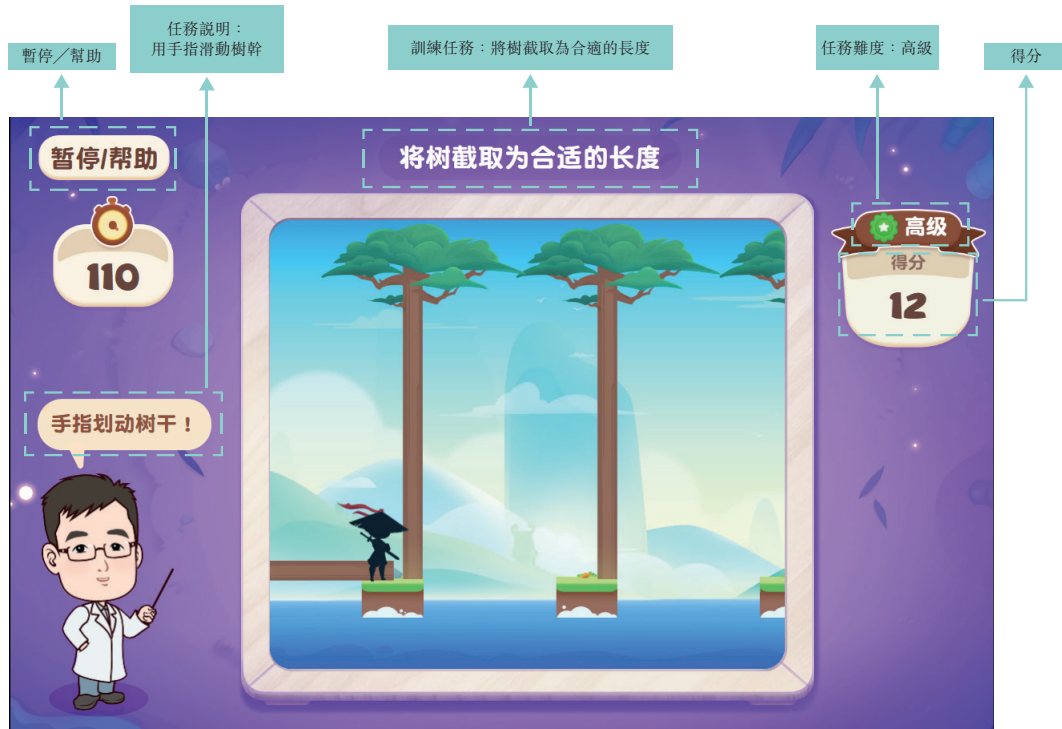 任務説明：
用手指滑動樹幹
暫停／幫助
訓練任務：將樹截取為合適的長度
任務難度：高級
得分
暂停/帮助
将树截取为合适的长度
110
高级
得分
12
手指划动树干！